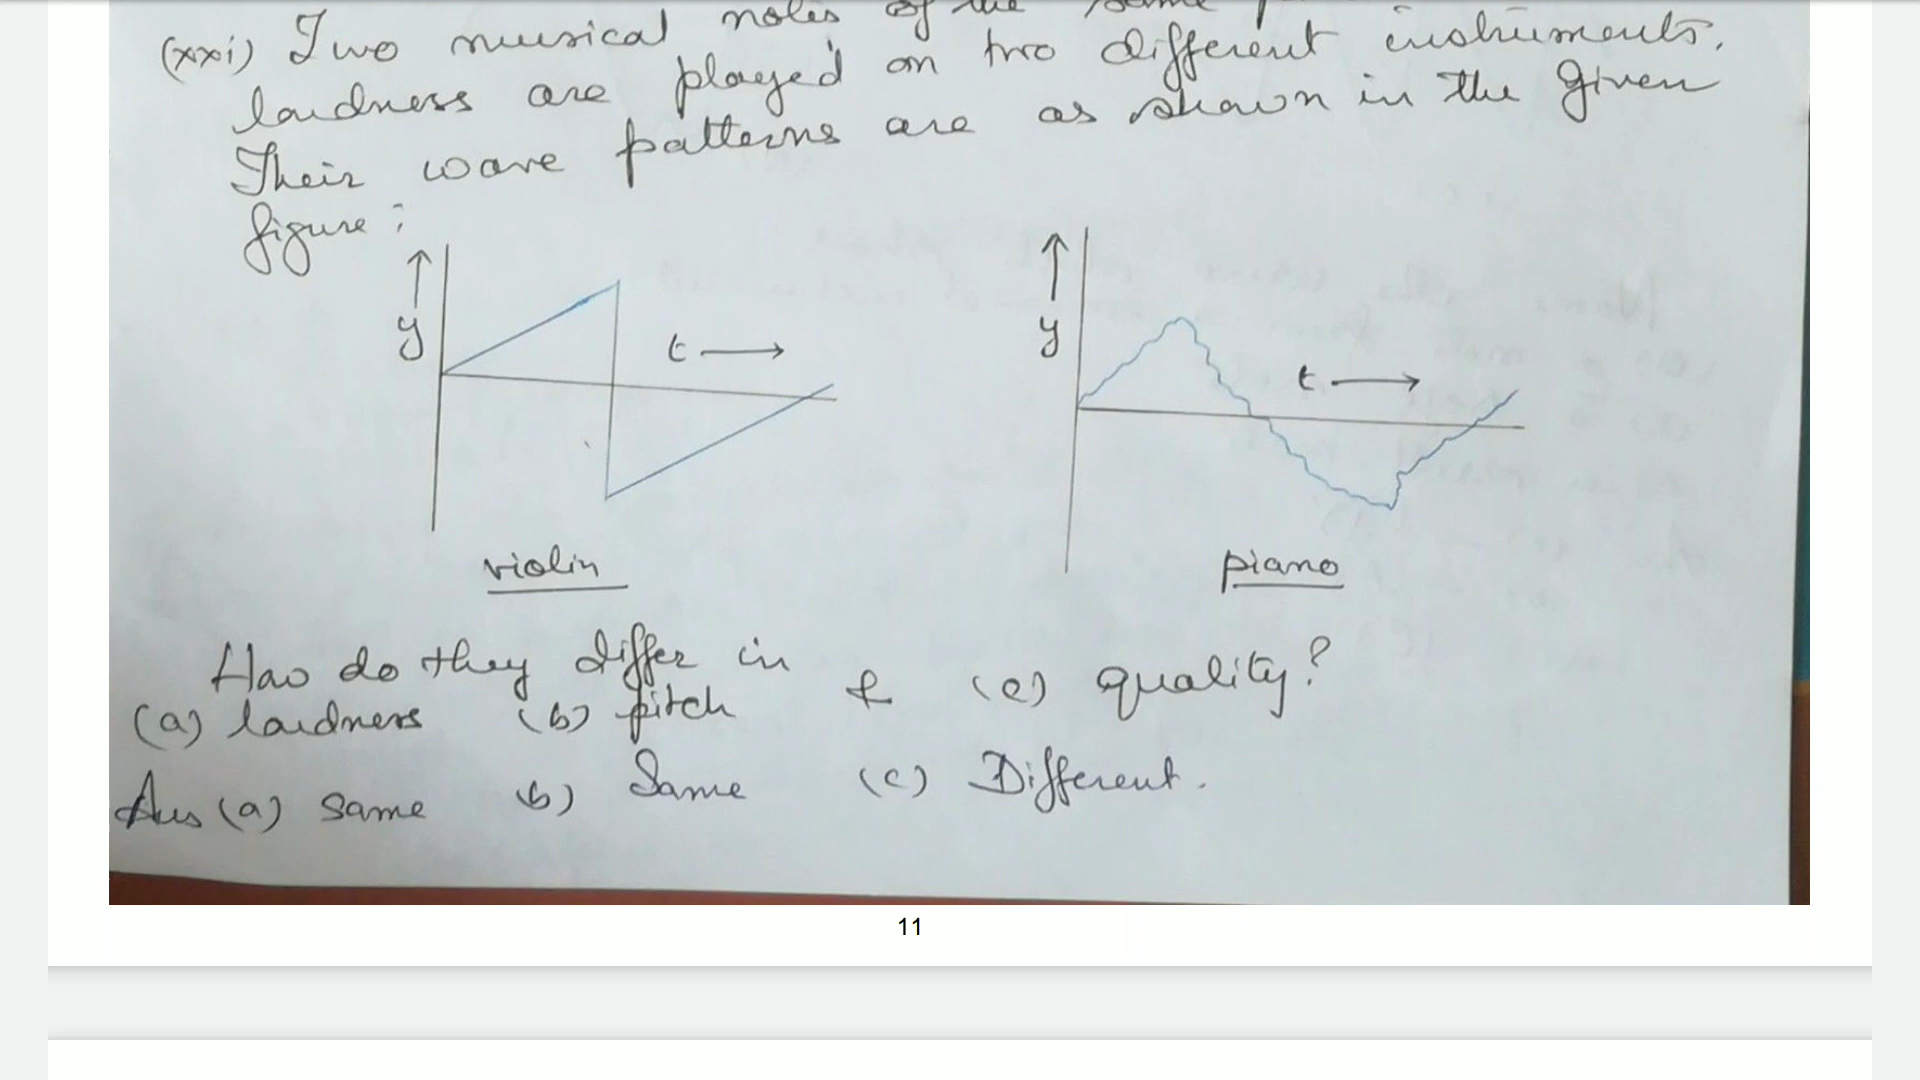 (xxi) Two musical notes of the same
loudness are played on two different instruments.
Their wave patterns are as shown in the given
figure:
y
t
y
t
violin
piano
How do they differ in
(a) loudness (b) pitch & (c) quality?
Ans (a) same (b) Same (c) Different.
11